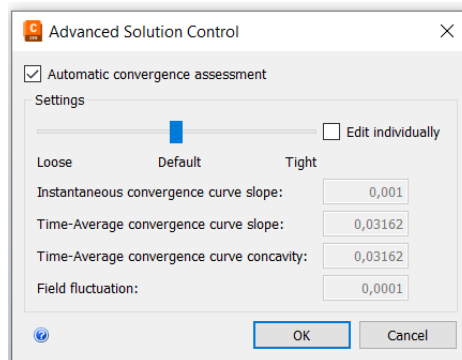 Advanced Solution Control
Automatic convergence assessment
Settings
Edit individually
Loose Default Tight
Instantaneous convergence curve slope: 0,001
Time-Average convergence curve slope: 0,03162
Time-Average convergence curve concavity: 0,03162
Field fluctuation: 0,0001
? OK Cancel